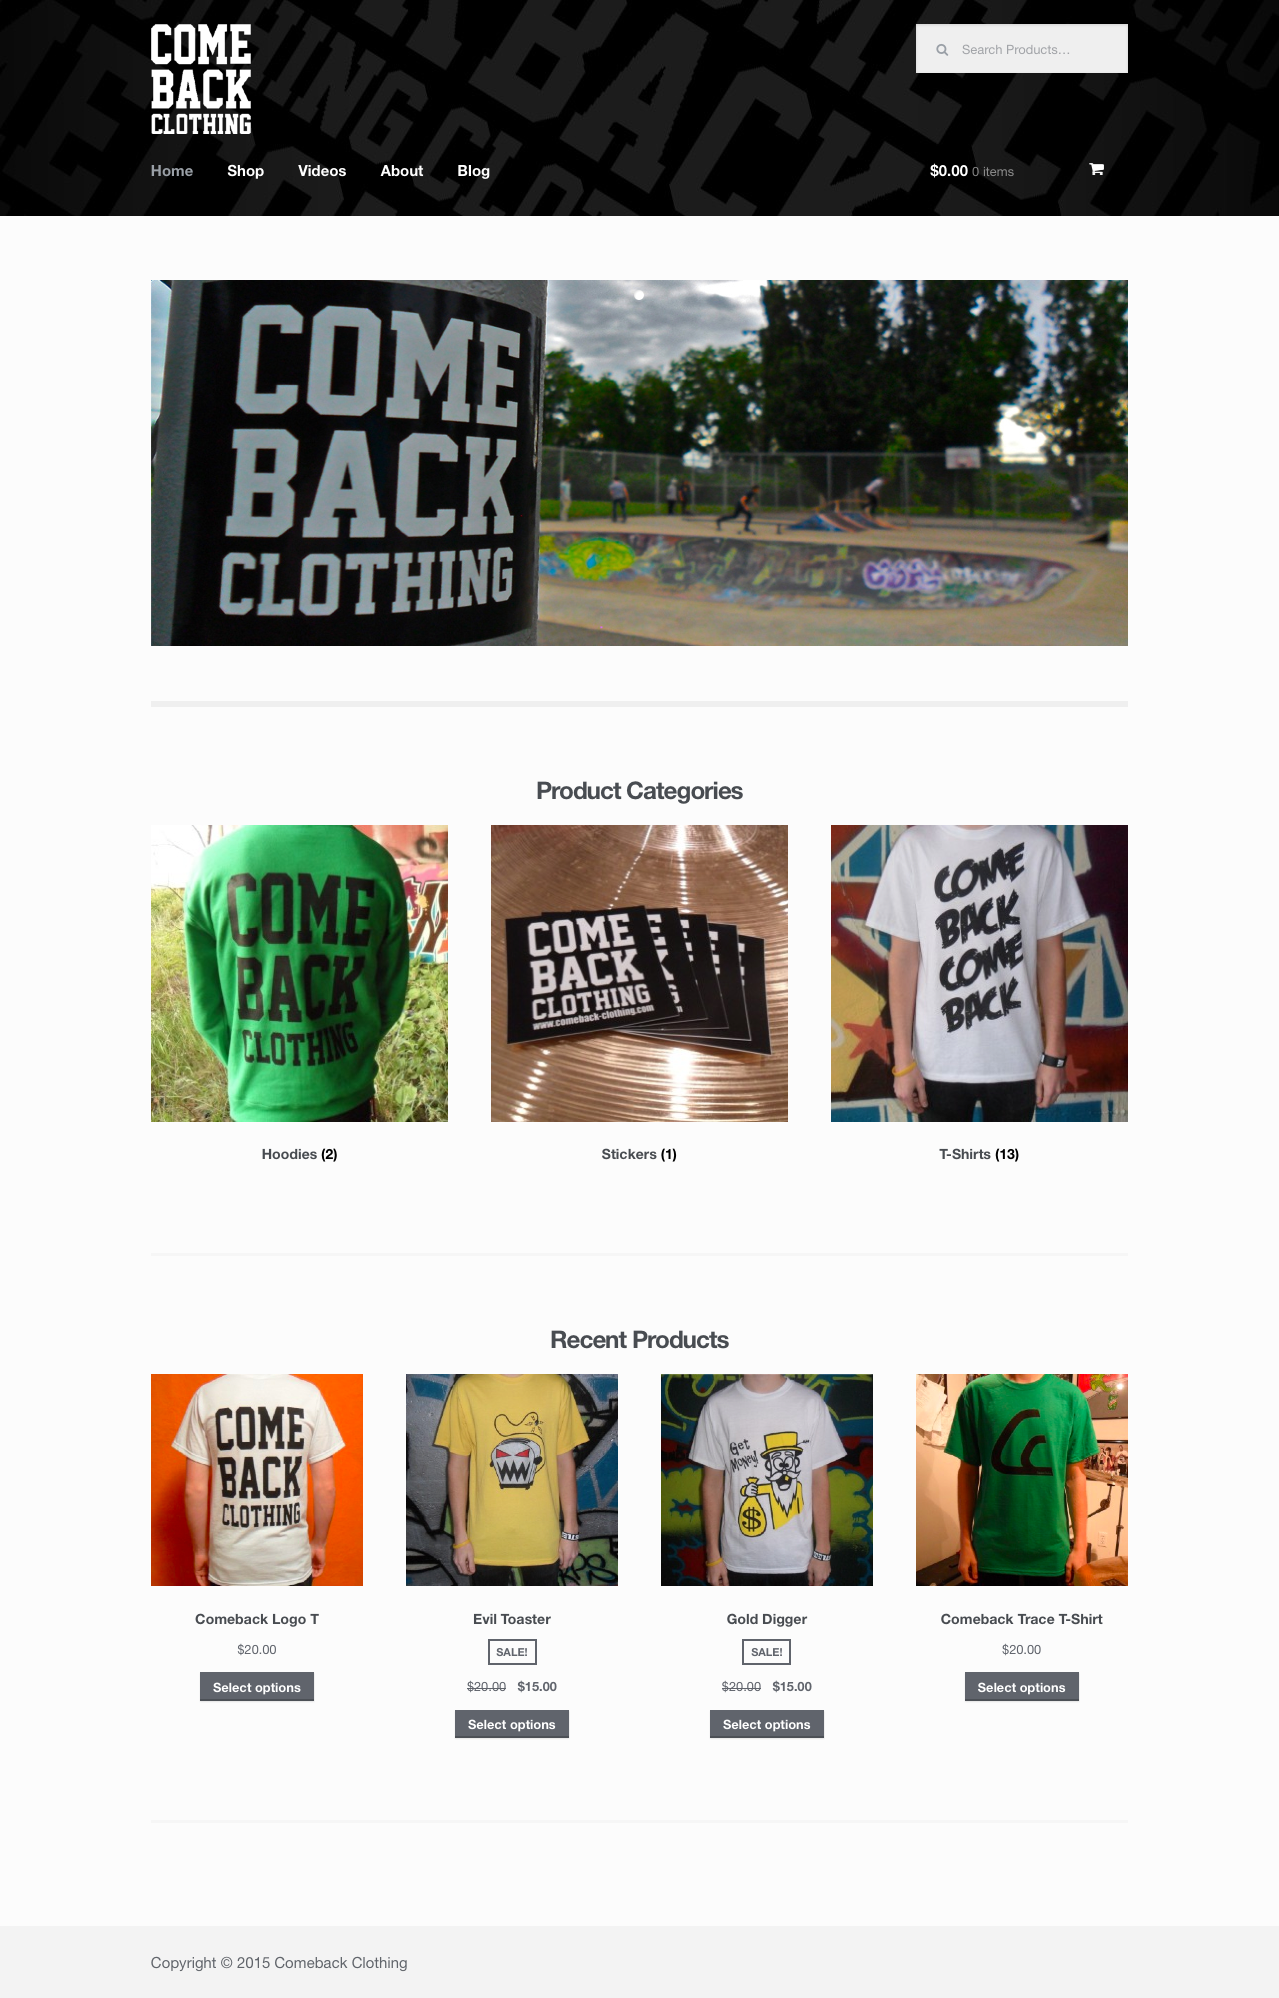 COME
BACK
CLOTHING
Search Products...
Home Shop Videos About Blog
$0.00 0 items
COME
BACK
CLOTHING
Product Categories
COME
BACK
CLOTHING
COME
BACK
CLOTHING
www.comeback-clothing.com
COME
BACK
COME
BACK
Hoodies (2)
Stickers (1)
T-Shirts (13)
Recent Products
COME
BACK
CLOTHING
Get
Money!
$
Cc
Comeback Logo T
$20.00
Select options
Evil Toaster
SALE!
$20.00 $15.00
Select options
Gold Digger
SALE!
$20.00 $15.00
Select options
Comeback Trace T-Shirt
$20.00
Select options
Copyright © 2015 Comeback Clothing